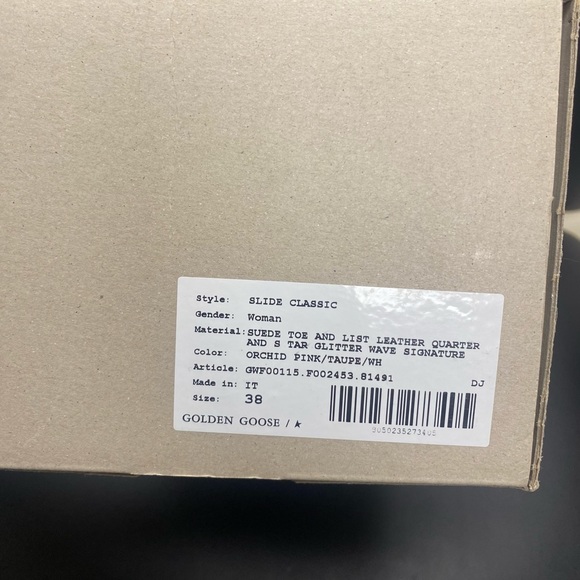 Style: SLIDE CLASSIC
Gender: Woman
Material: SUEDE TOE AND LIST LEATHER QUARTER
AND S TAR GLITTER WAVE SIGNATURE
Color: ORCHID PINK/TAUPE/WH
Article: GWF00115.F002453.81491 DJ
Made in: IT
Size: 38
GOLDEN GOOSE / ★